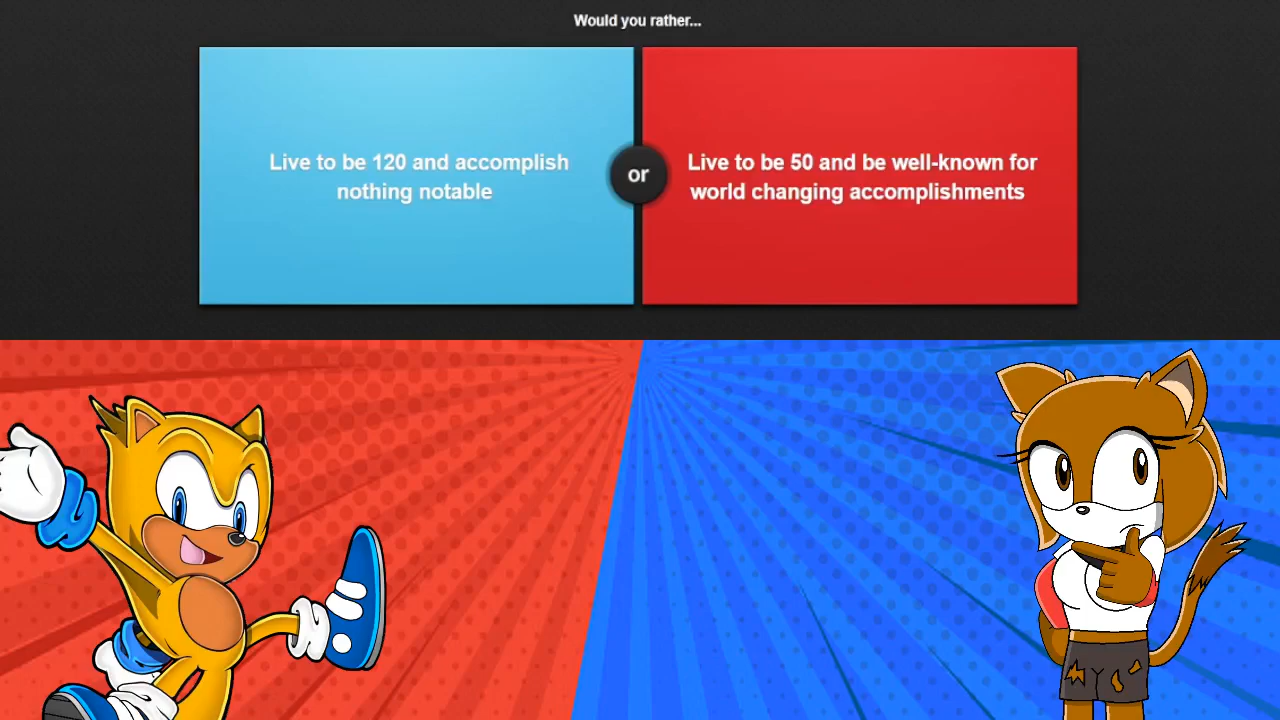 Would you rather...
Live to be 120 and accomplish
nothing notable
or
Live to be 50 and be well-known for
world changing accomplishments